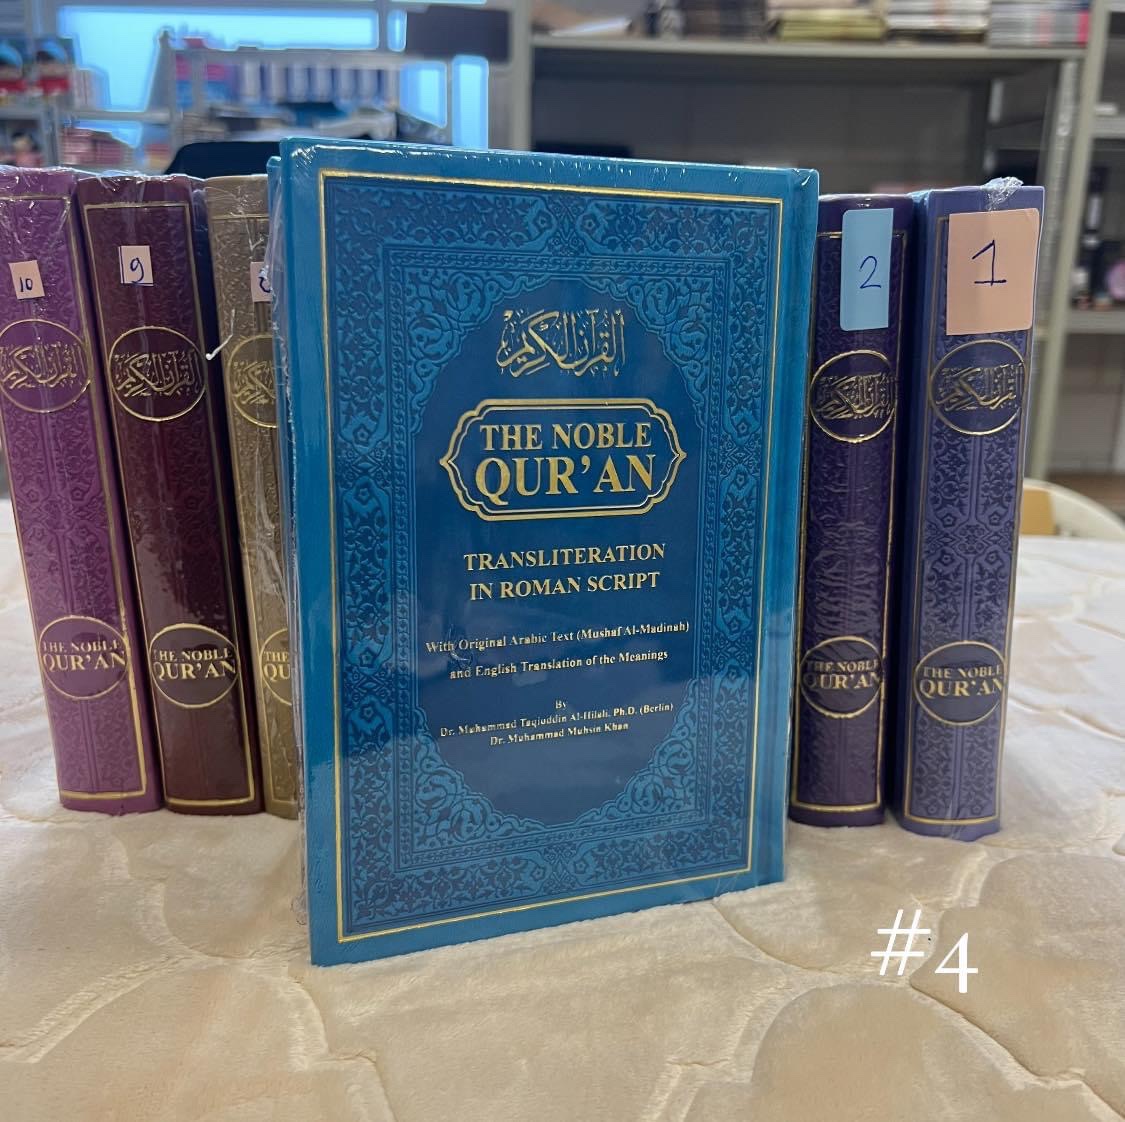 القرآن الكريم
THE NOBLE
QUR'AN
TRANSLITERATION
IN ROMAN SCRIPT
With Original Arabic Text (Mushaf Al-Madinah)
and English Translation of the Meanings
By
Dr. Muhammad Taqiuddin Al-Hilali, Ph.D. (Berlin)
Dr. Muhammad Muhsin Khan
10
القرآن الكريم
THE NOBLE
QUR'AN
9
القرآن الكريم
THE NOBLE
QUR'AN
THE
QU
2
القرآن الكريم
THE NOBLE
QUR'AN
1
القرآن الكريم
THE NOBLE
QUR'AN
#4